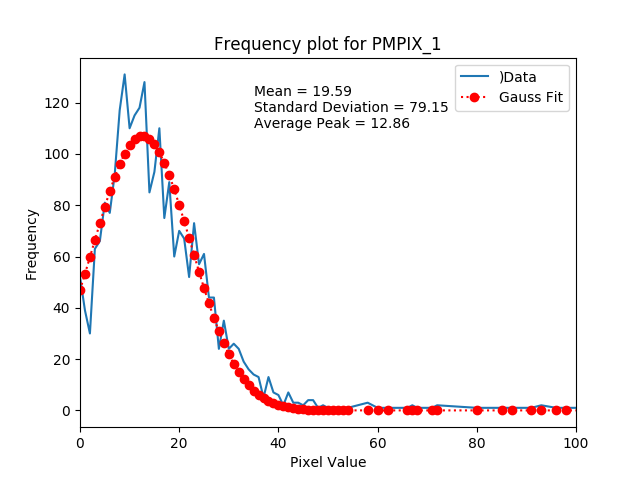 Frequency plot for PMPIX_1
Mean = 19.59
Standard Deviation = 79.15
Average Peak = 12.86
)Data
Gauss Fit
Frequency
120
100
80
60
40
20
0
0 20 40 60 80 100
Pixel Value